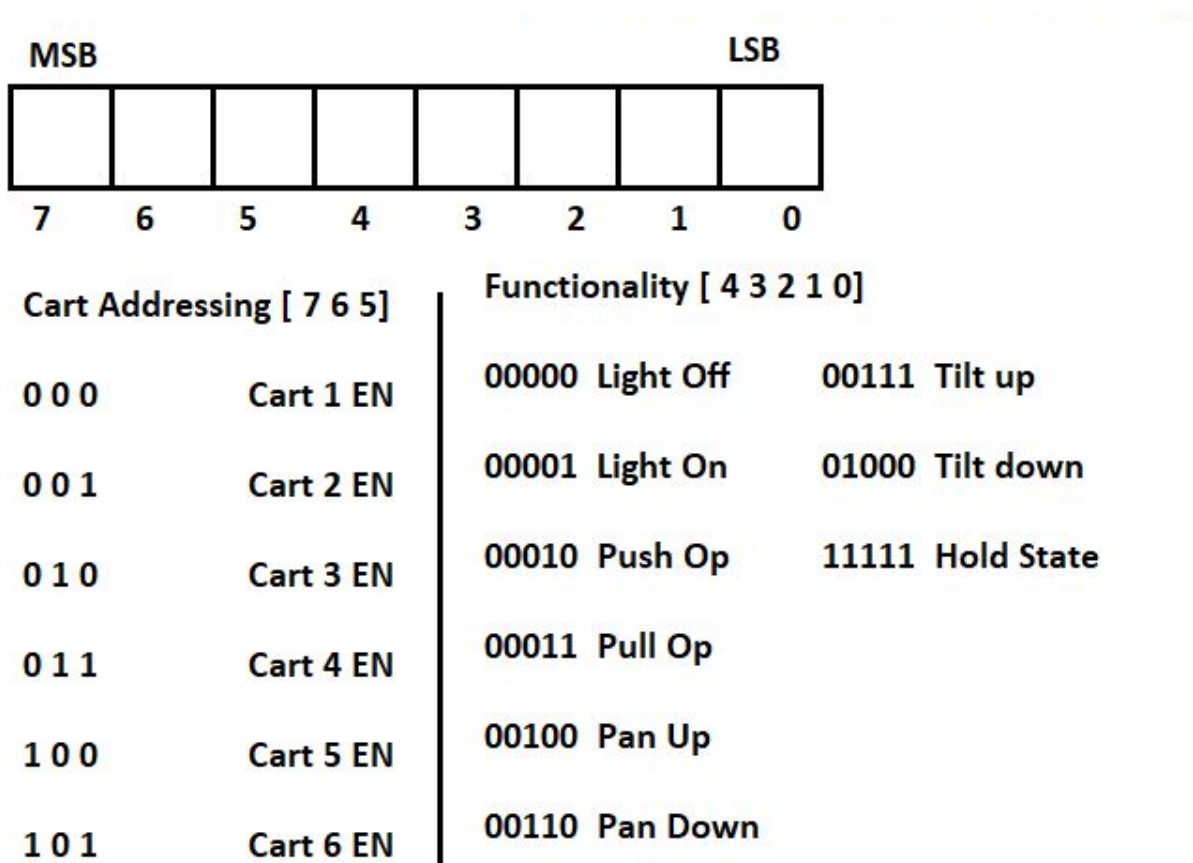 MSB LSB
7 6 5 4 3 2 1 0
Cart Addressing [ 7 6 5]
0 0 0 Cart 1 EN
0 0 1 Cart 2 EN
0 1 0 Cart 3 EN
0 1 1 Cart 4 EN
1 0 0 Cart 5 EN
1 0 1 Cart 6 EN
Functionality [ 4 3 2 1 0]
00000 Light Off 00111 Tilt up
00001 Light On 01000 Tilt down
00010 Push Op 11111 Hold State
00011 Pull Op
00100 Pan Up
00110 Pan Down